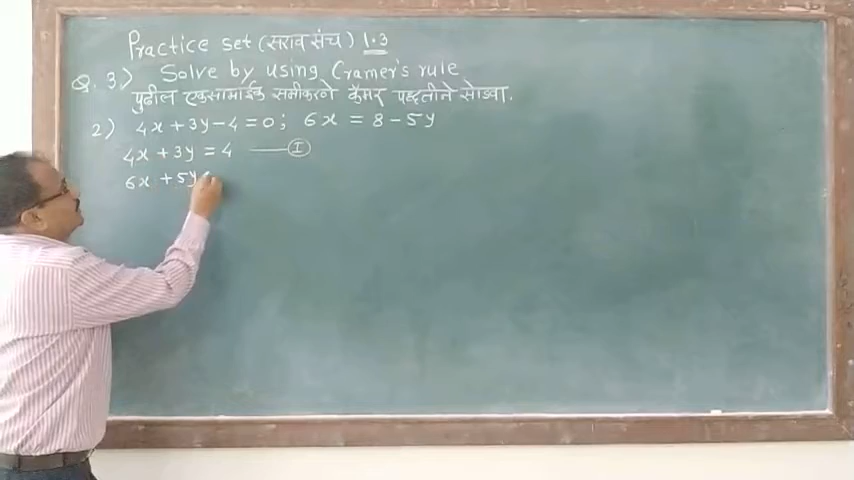 Practice set (सराव संच) 1.3
Q. 3) Solve by using Cramer's rule
पुढील एकसामाईक समीकरणे क्रॅमर पद्धतीने सोडवा.
2) 4x + 3y - 4 = 0; 6x = 8 - 5y
4x + 3y = 4 —— Ⓘ
6x + 5y